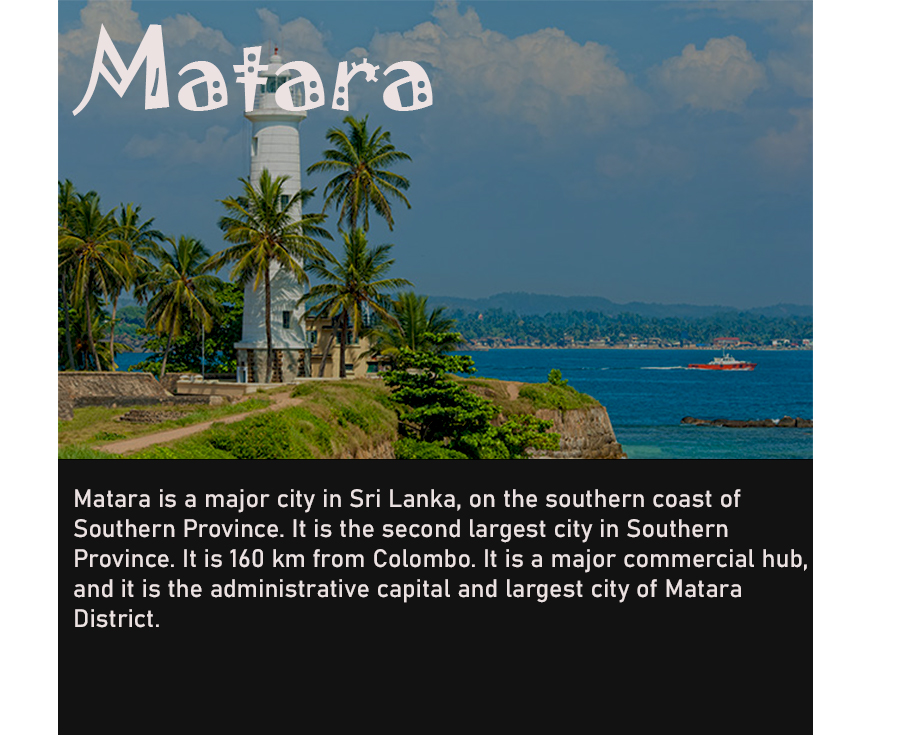 Matara
Matara is a major city in Sri Lanka, on the southern coast of
Southern Province. It is the second largest city in Southern
Province. It is 160 km from Colombo. It is a major commercial hub,
and it is the administrative capital and largest city of Matara
District.